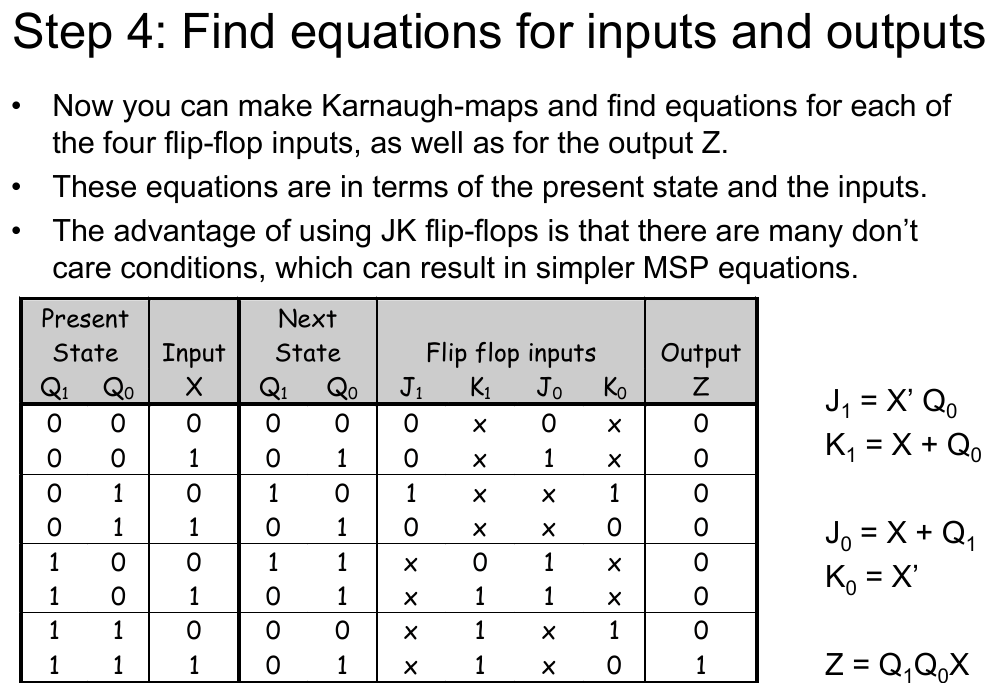 Step 4: Find equations for inputs and outputs
• Now you can make Karnaugh-maps and find equations for each of
the four flip-flop inputs, as well as for the output Z.
• These equations are in terms of the present state and the inputs.
• The advantage of using JK flip-flops is that there are many don’t
care conditions, which can result in simpler MSP equations.
Present Next
State Input State Flip flop inputs Output
Q₁ Q₀ X Q₁ Q₀ J₁ K₁ J₀ K₀ Z
0 0 0 0 0 0 x 0 x 0
0 0 1 0 1 0 x 1 x 0
0 1 0 1 0 1 x x 1 0
0 1 1 0 1 0 x x 0 0
1 0 0 1 1 x 0 1 x 0
1 0 1 0 1 x 1 1 x 0
1 1 0 0 0 x 1 x 1 0
1 1 1 0 1 x 1 x 0 1
J₁ = X’ Q₀
K₁ = X + Q₀
J₀ = X + Q₁
K₀ = X’
Z = Q₁Q₀X